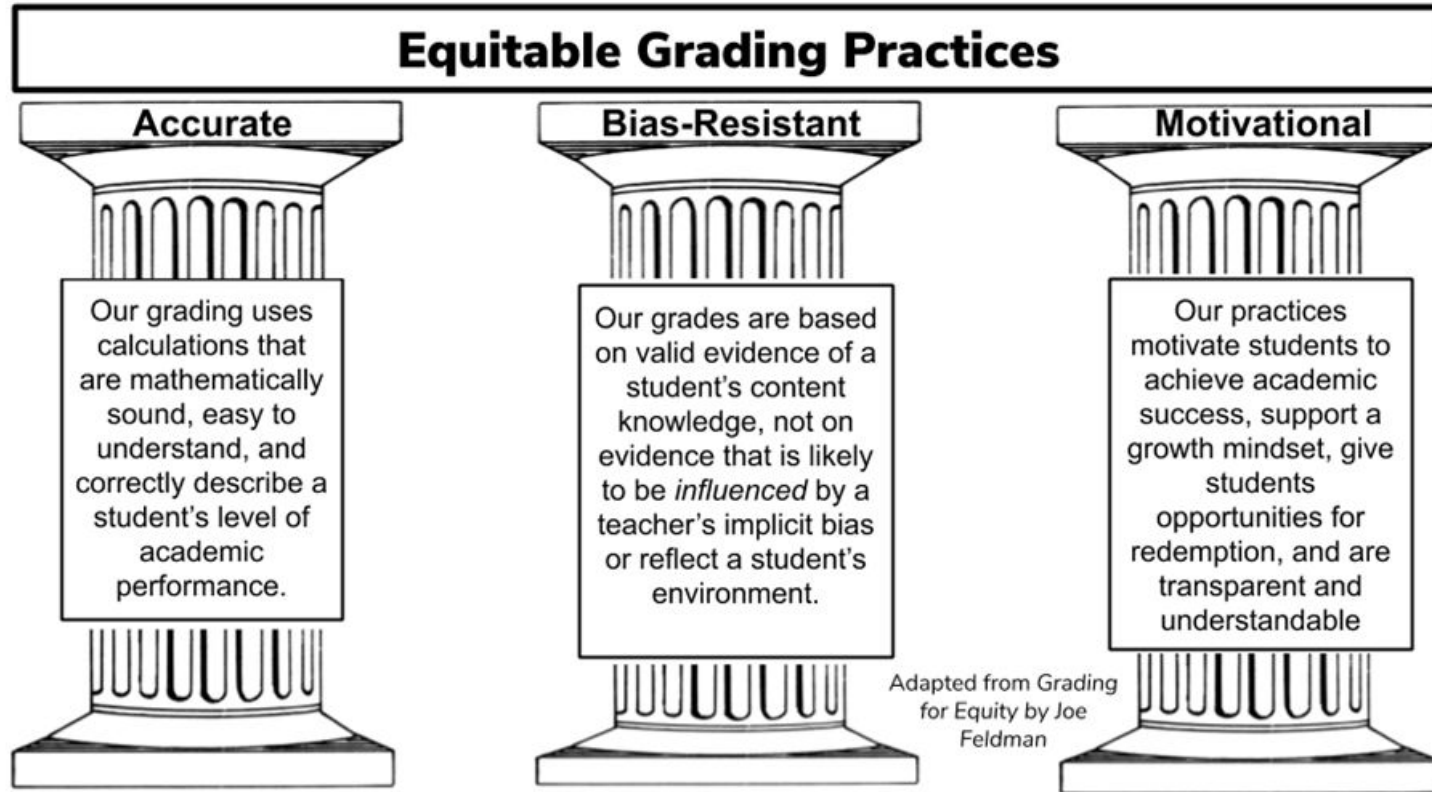 Equitable Grading Practices
Accurate
Our grading uses
calculations that
are mathematically
sound, easy to
understand, and
correctly describe a
student's level of
academic
performance.
Bias-Resistant
Our grades are based
on valid evidence of a
student's content
knowledge, not on
evidence that is likely
to be influenced by a
teacher's implicit bias
or reflect a student's
environment.
Motivational
Our practices
motivate students to
achieve academic
success, support a
growth mindset, give
students
opportunities for
redemption, and are
transparent and
understandable
Adapted from Grading
for Equity by Joe
Feldman